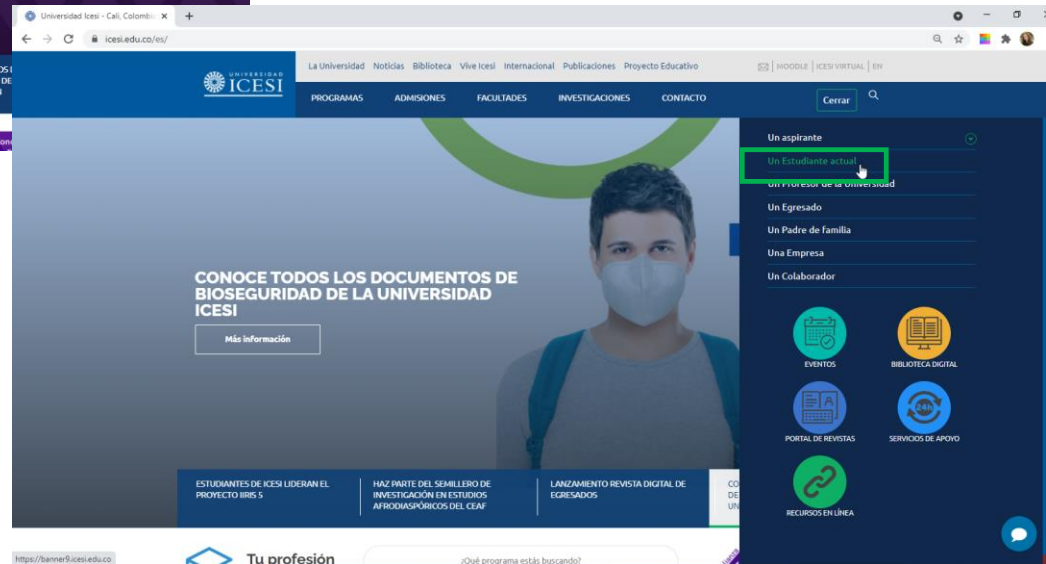 Universidad Icesi - Cali, Colombi
icesi.edu.co/es/
La Universidad Noticias Biblioteca Vive Icesi Internacional Publicaciones Proyecto Educativo
MOODLE | ICESI VIRTUAL | EN
UNIVERSIDAD
ICESI
PROGRAMAS ADMISIONES FACULTADES INVESTIGACIONES CONTACTO
Cerrar
Un aspirante
Un Estudiante actual
Un Profesor de la Universidad
Un Egresado
Un Padre de familia
Una Empresa
Un Colaborador
CONOCE TODOS LOS DOCUMENTOS DE
BIOSEGURIDAD DE LA UNIVERSIDAD
ICESI
Más información
EVENTOS
BIBLIOTECA DIGITAL
PORTAL DE REVISTAS
24h
SERVICIOS DE APOYO
RECURSOS EN LÍNEA
ESTUDIANTES DE ICESI LIDERAN EL
PROYECTO IIRIS 5
HAZ PARTE DEL SEMILLERO DE
INVESTIGACIÓN EN ESTUDIOS
AFRODIASPÓRICOS DEL CEAF
LANZAMIENTO REVISTA DIGITAL DE
EGRESADOS
CO
DE
UN
https://banner9.icesi.edu.co
Tu profesión
¿Qué programa estás buscando?